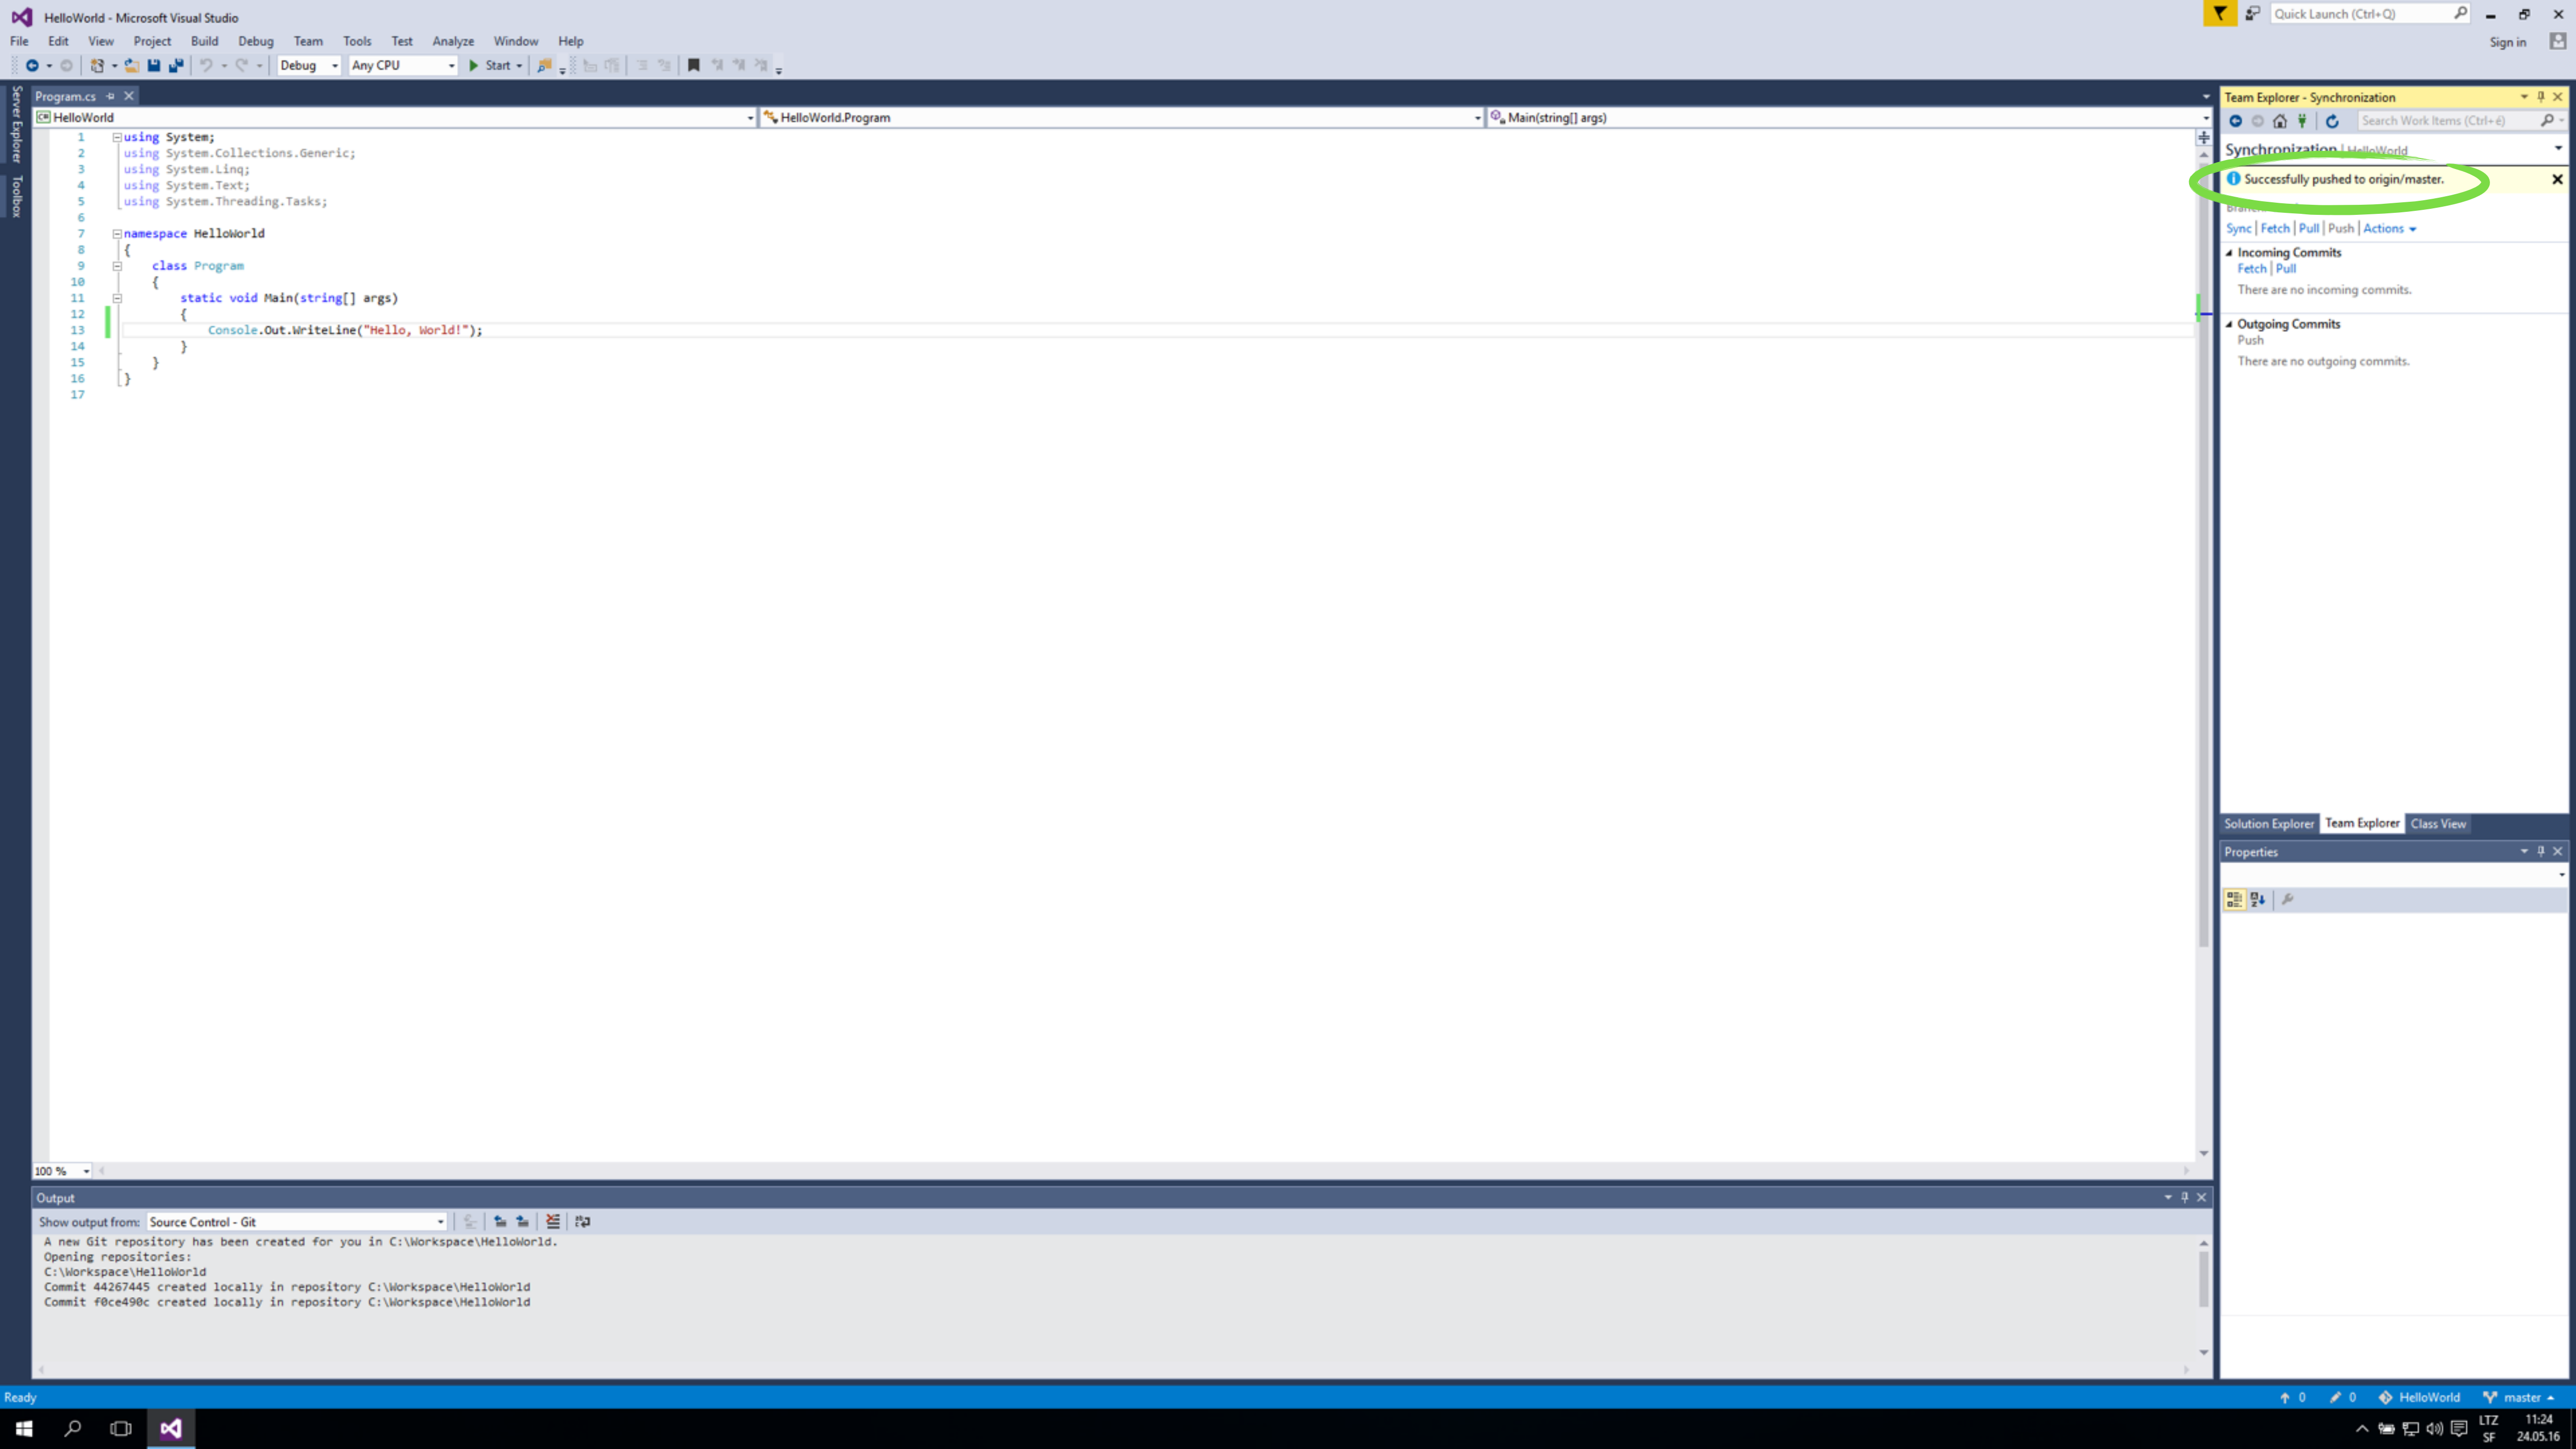 HelloWorld - Microsoft Visual Studio
Quick Launch (Ctrl+Q)
File Edit View Project Build Debug Team Tools Test Analyze Window Help
Sign in
Debug Any CPU Start
Server Explorer
Toolbox
Program.cs
HelloWorld HelloWorld.Program Main(string[] args)
1 using System;
2 using System.Collections.Generic;
3 using System.Linq;
4 using System.Text;
5 using System.Threading.Tasks;
6
7 namespace HelloWorld
8 {
9 class Program
10 {
11 static void Main(string[] args)
12 {
13 Console.Out.WriteLine("Hello, World!");
14 }
15 }
16 }
17
100 %
Team Explorer - Synchronization
Search Work Items (Ctrl+é)
Synchronization | HelloWorld
Successfully pushed to origin/master.
Sync | Fetch | Pull | Push | Actions
Incoming Commits
Fetch | Pull
There are no incoming commits.
Outgoing Commits
Push
There are no outgoing commits.
Solution Explorer Team Explorer Class View
Properties
Output
Show output from: Source Control - Git
A new Git repository has been created for you in C:\Workspace\HelloWorld.
Opening repositories:
C:\Workspace\HelloWorld
Commit 44267445 created locally in repository C:\Workspace\HelloWorld
Commit f0ce490c created locally in repository C:\Workspace\HelloWorld
Ready
0 0 HelloWorld master
LTZ
SF
11:24
24.05.16